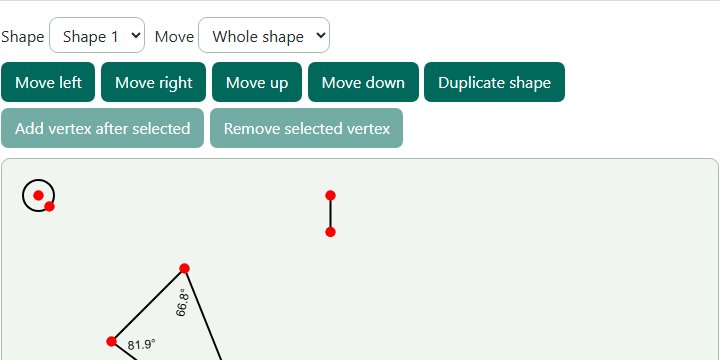 Shape Shape 1 Move Whole shape
Move left Move right Move up Move down Duplicate shape
Add vertex after selected Remove selected vertex
66.8°
81.9°